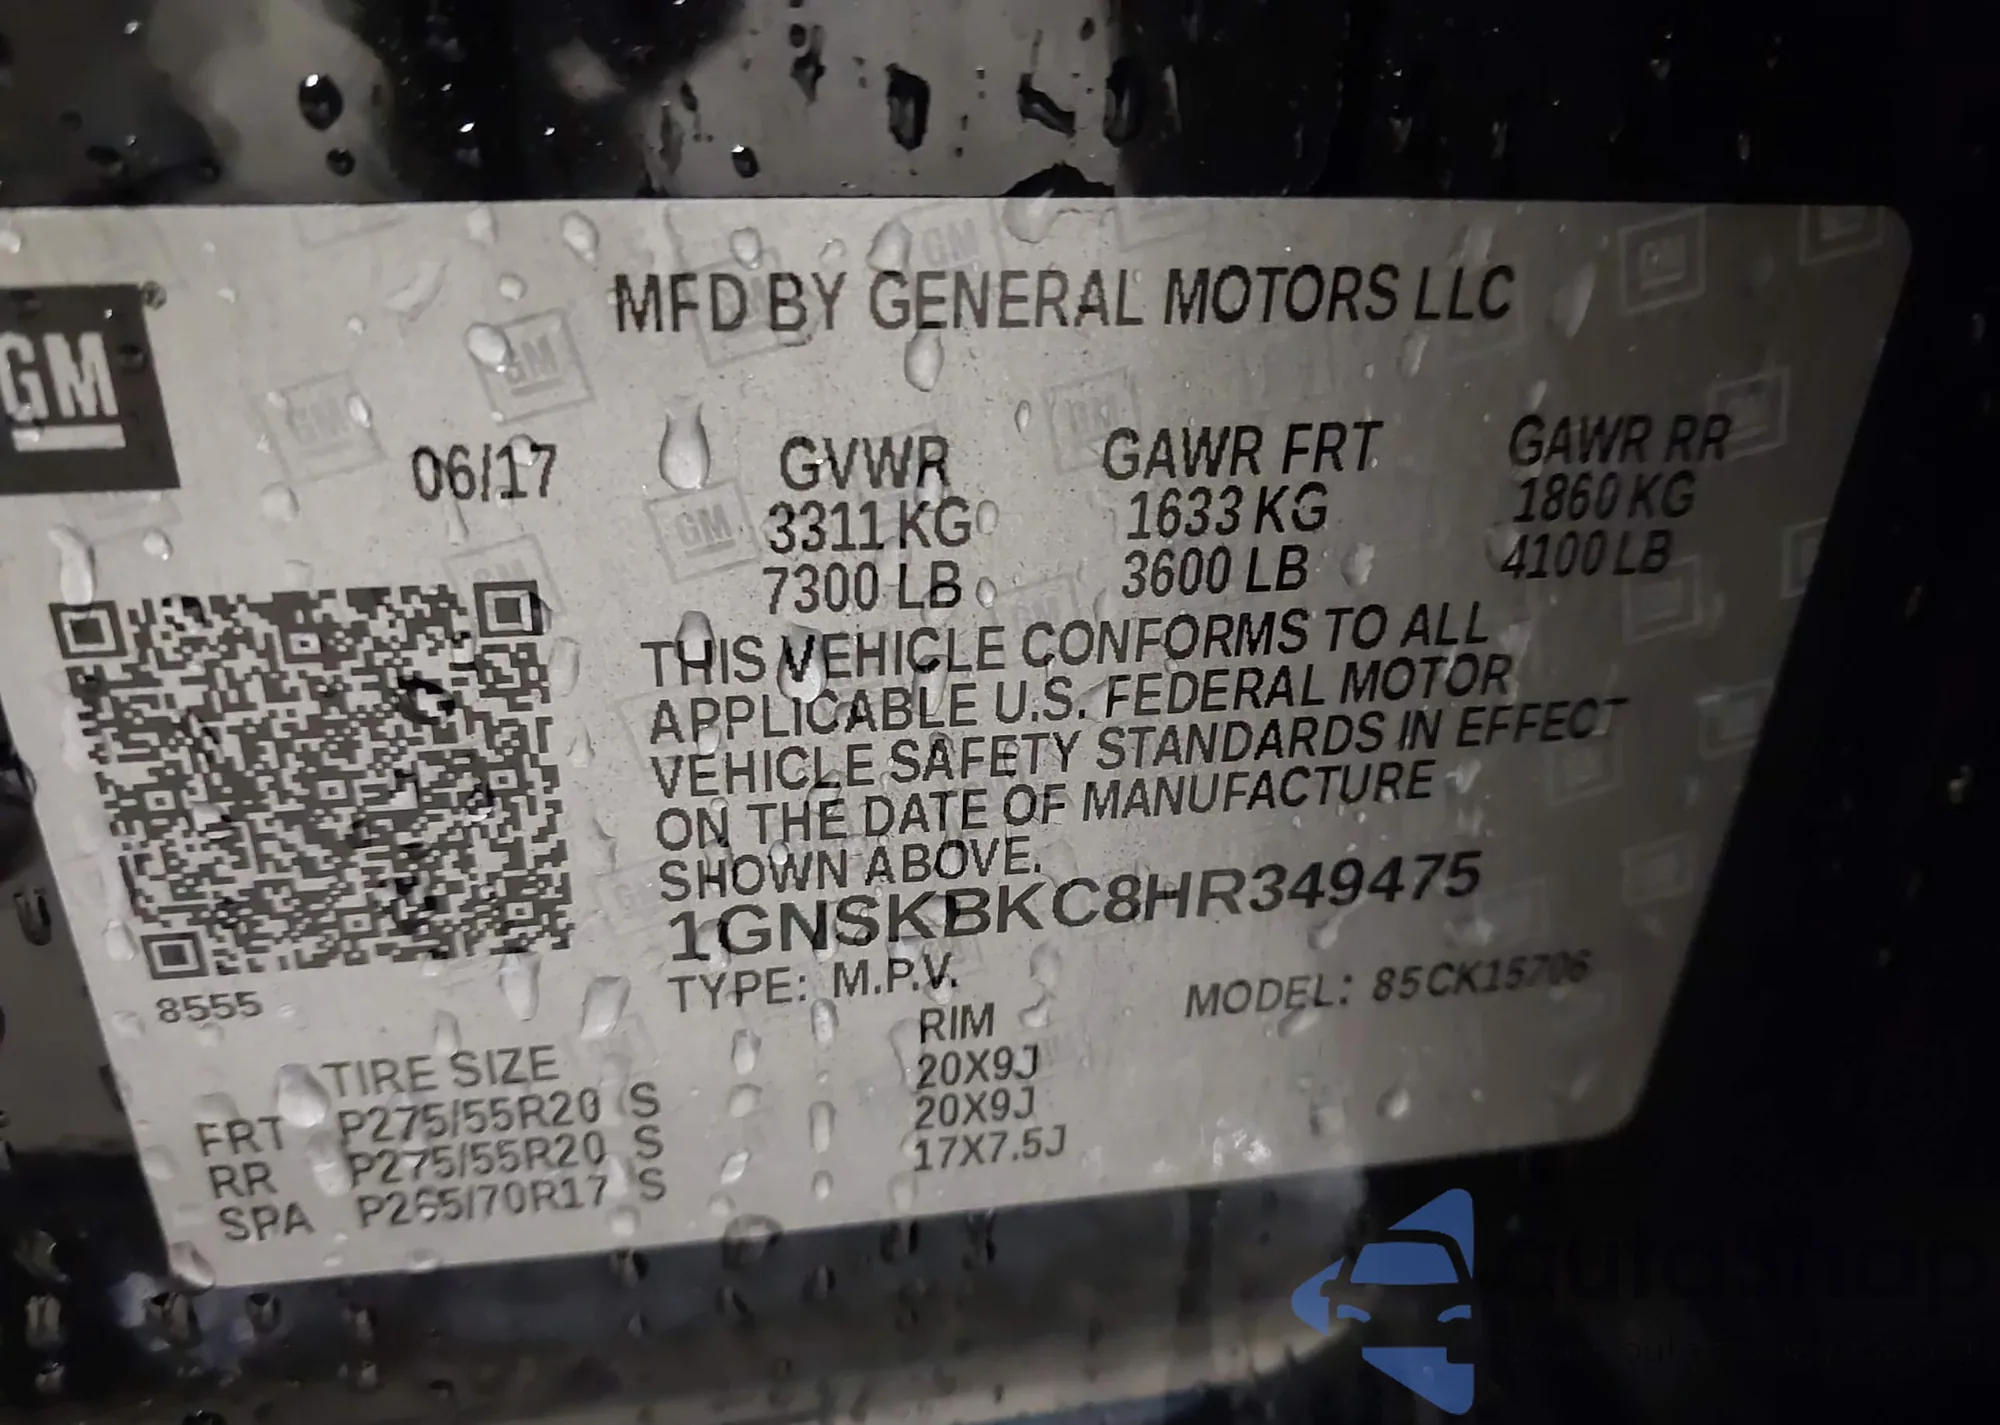 MFD BY GENERAL MOTORS LLC
GM
06/17
GVWR GAWR FRT GAWR RR
3311 KG 1633 KG 1860 KG
7300 LB 3600 LB 4100 LB
THIS VEHICLE CONFORMS TO ALL
APPLICABLE U.S. FEDERAL MOTOR
VEHICLE SAFETY STANDARDS IN EFFECT
ON THE DATE OF MANUFACTURE
SHOWN ABOVE.
1GNSKBKC8HR349475
TYPE: M.P.V. MODEL: 85CK15706
8555
TIRE SIZE RIM
FRT P275/55R20 S 20X9J
RR P275/55R20 S 20X9J
SPA P265/70R17 S 17X7.5J
autoshop